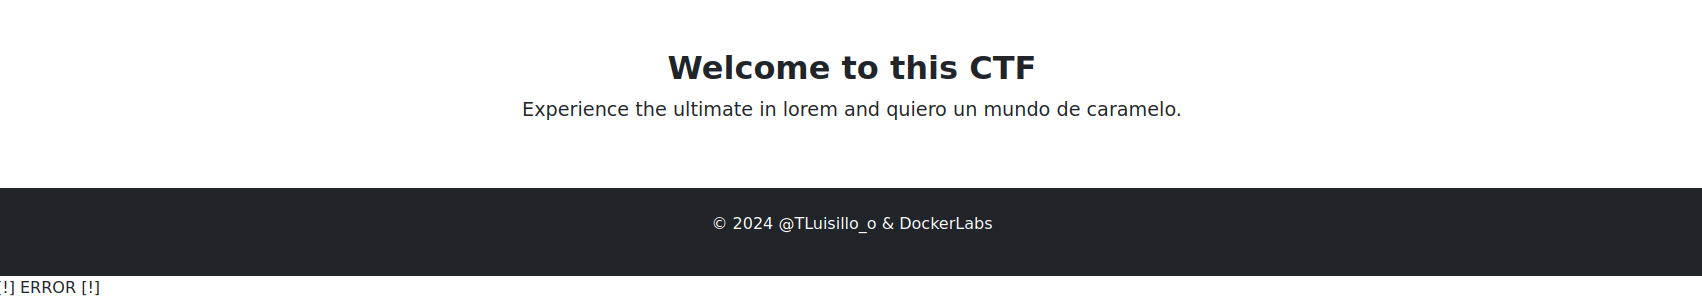 Welcome to this CTF
Experience the ultimate in lorem and quiero un mundo de caramelo.
© 2024 @TLuisillo_o & DockerLabs
[!] ERROR [!]